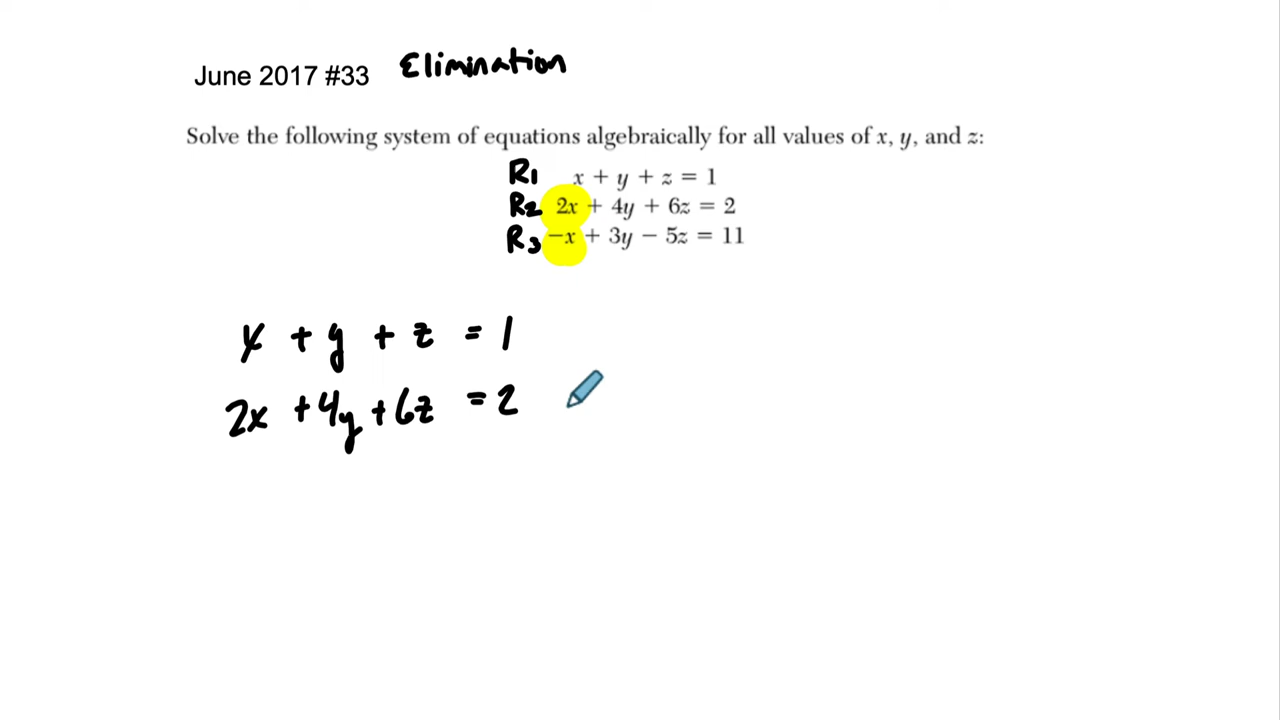 June 2017 #33 Elimination
Solve the following system of equations algebraically for all values of x, y, and z:
R1 x + y + z = 1
R2 2x + 4y + 6z = 2
R3 −x + 3y − 5z = 11
x + y + z = 1
2x + 4y + 6z = 2